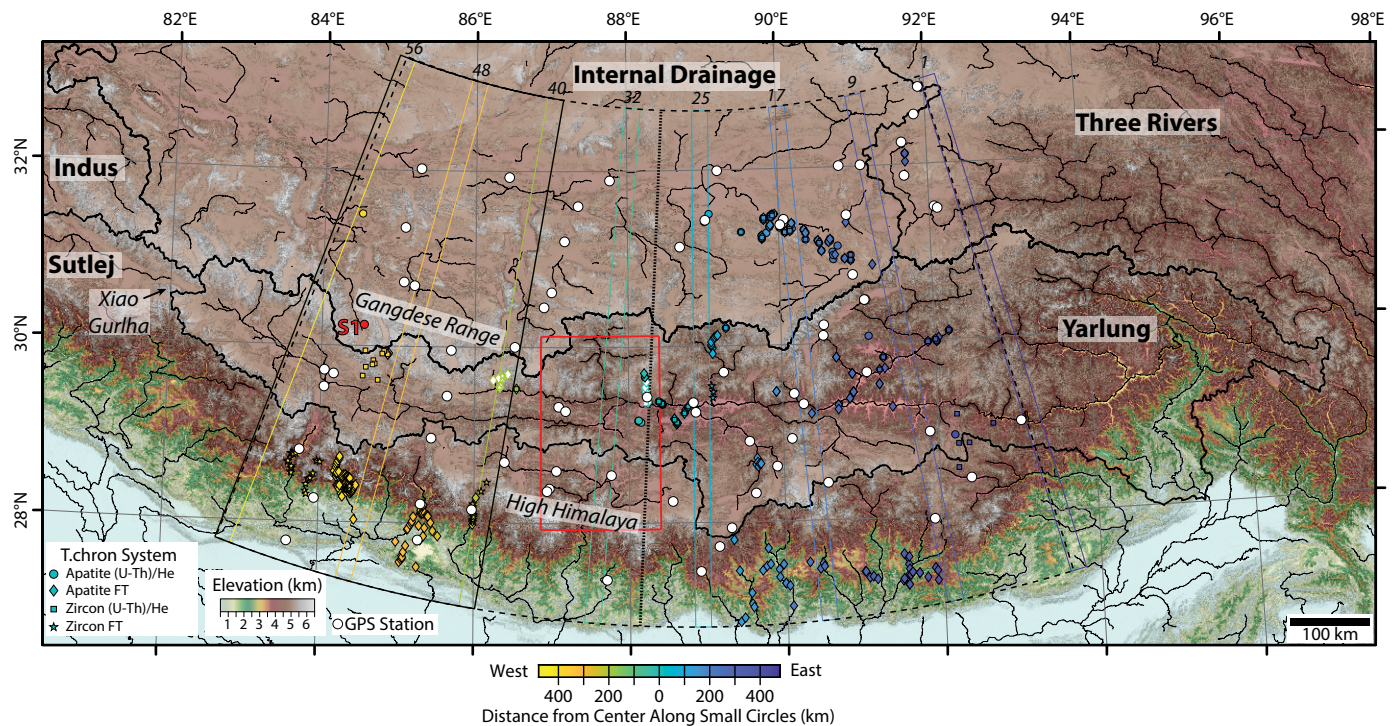 82°E 84°E 86°E 88°E 90°E 92°E 94°E 96°E 98°E
56 48 40 32 25 17 9 1
Internal Drainage
Three Rivers
32°N
Indus
Sutlej
Xiao
Gurlha
Gangdese Range
S1
30°N
Yarlung
28°N
High Himalaya
T.chron System
Apatite (U-Th)/He
Apatite FT
Zircon (U-Th)/He
Zircon FT
Elevation (km)
1 2 3 4 5 6
GPS Station
100 km
West East
400 200 0 200 400
Distance from Center Along Small Circles (km)